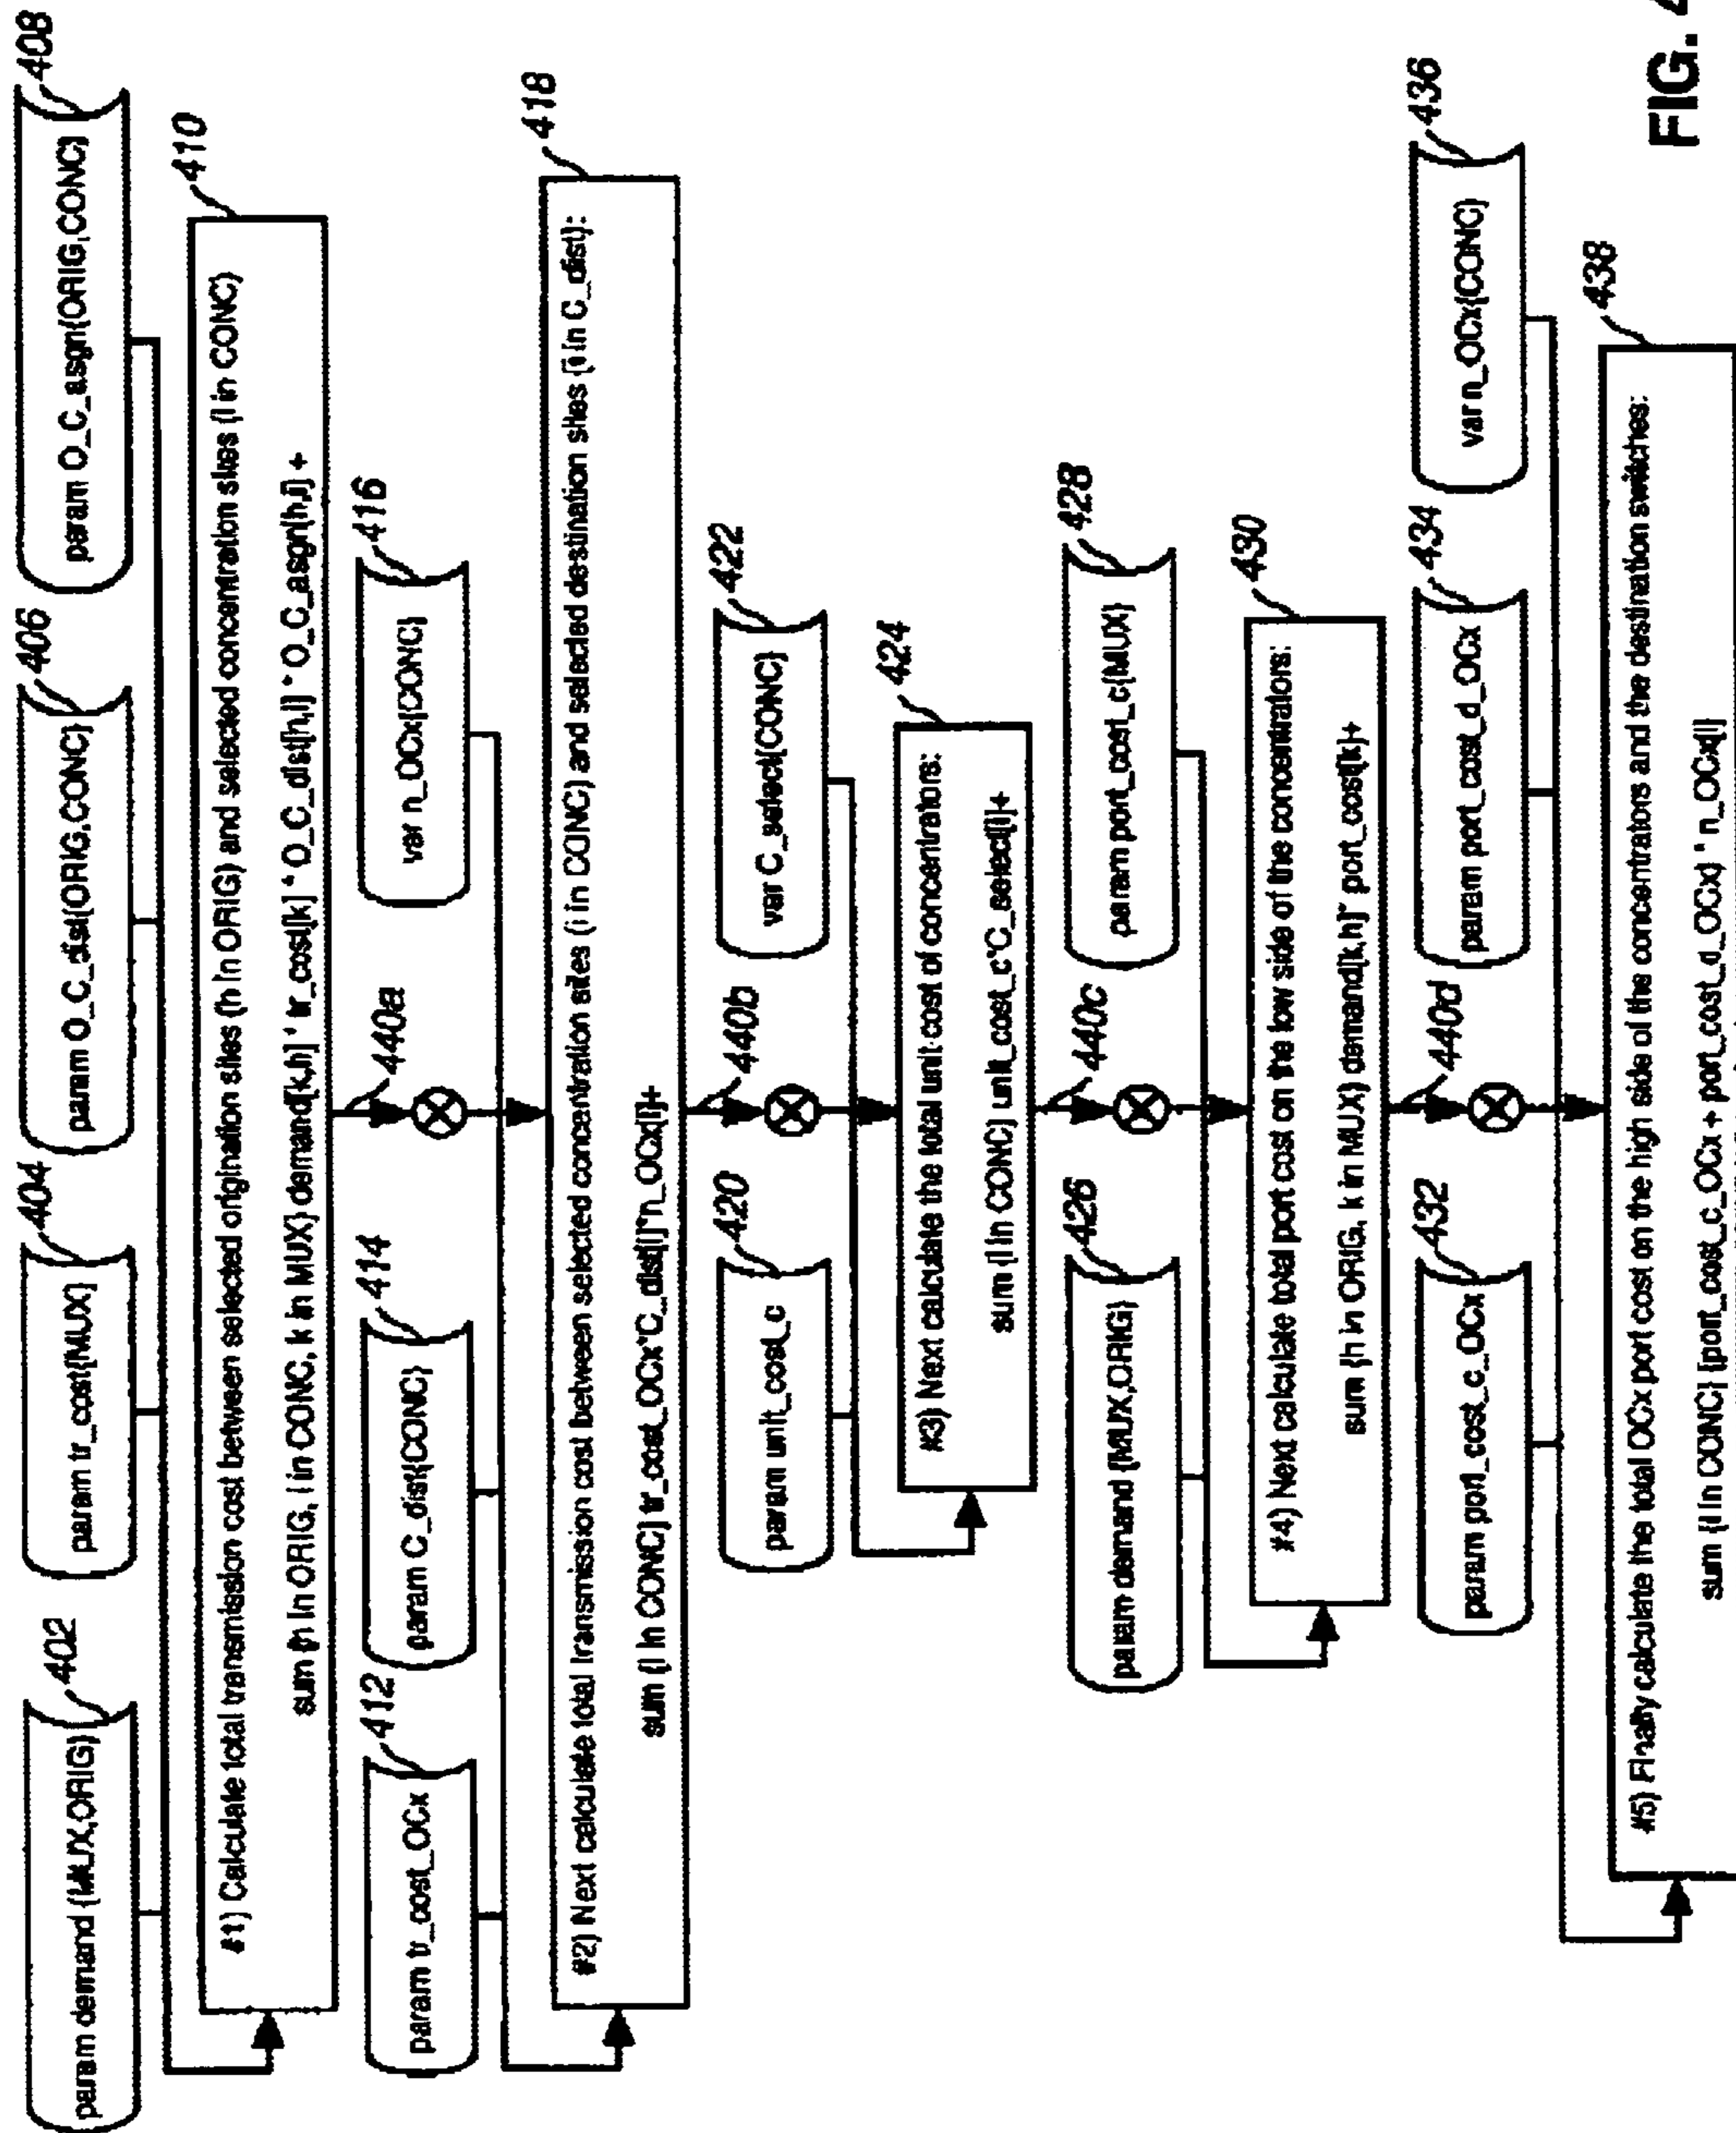 402
404
406
408
param demand {MUX,ORIG}
param tr_cost{MUX}
param O_C_dist{ORIG,CONC}
param O_C_asgn{ORIG,CONC}
410
#1) Calculate total transmission cost between selected origination sites (h in ORIG) and selected concentration sites (i in CONC)
sum {h in ORIG, i in CONC, k in MUX} demand[k,h] * tr_cost[k] * O_C_dist[h,i] * O_C_asgn[h,i] +
412
414
440a
416
param tr_cost_OCx
param C_dist{CONC}
var n_OCx{CONC}
418
#2) Next calculate total transmission cost between selected concentration sites (i in CONC) and selected destination sites (i in C_dist):
sum {i in CONC} tr_cost_OCx*C_dist[i]*n_OCx[i]+
420
440b
422
param unit_cost_c
var C_select{CONC}
424
#3) Next calculate the total unit cost of concentrators:
sum {i in CONC} unit_cost_c*C_select[i]+
426
440c
428
param demand {MUX,ORIG}
param port_cost_c{MUX}
430
#4) Next calculate total port cost on the low side of the concentrators:
sum {h in ORIG, k in MUX} demand[k,h]* port_cost[k]+
432
440d
434
436
param port_cost_c_OCx
param port_cost_d_OCx
var n_OCx{CONC}
438
#5) Finally calculate the total OCx port cost on the high side of the concentrators and the destination switches:
sum {i in CONC} (port_cost_c_OCx + port_cost_d_OCx) * n_OCx[i]
FIG. 4